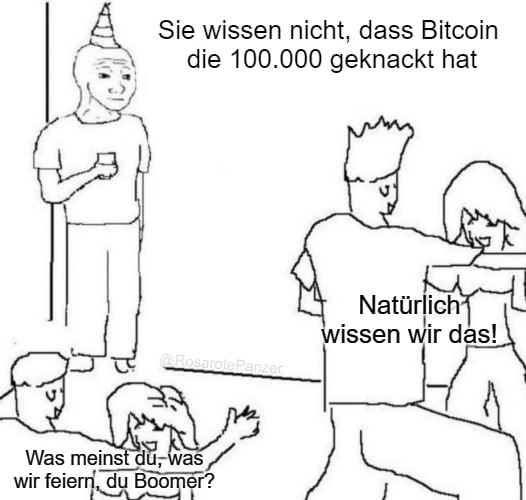 Sie wissen nicht, dass Bitcoin
die 100.000 geknackt hat
Natürlich
wissen wir das!
@RosarotePanzer
Was meinst du, was
wir feiern, du Boomer?